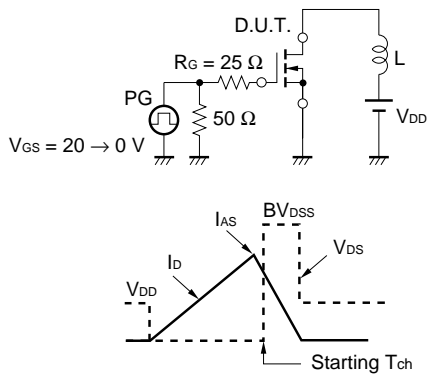 D.U.T.
RG = 25 Ω
L
PG
50 Ω
VDD
VGS = 20 → 0 V
BVDSS
IAS
ID
VDS
VDD
Starting Tch